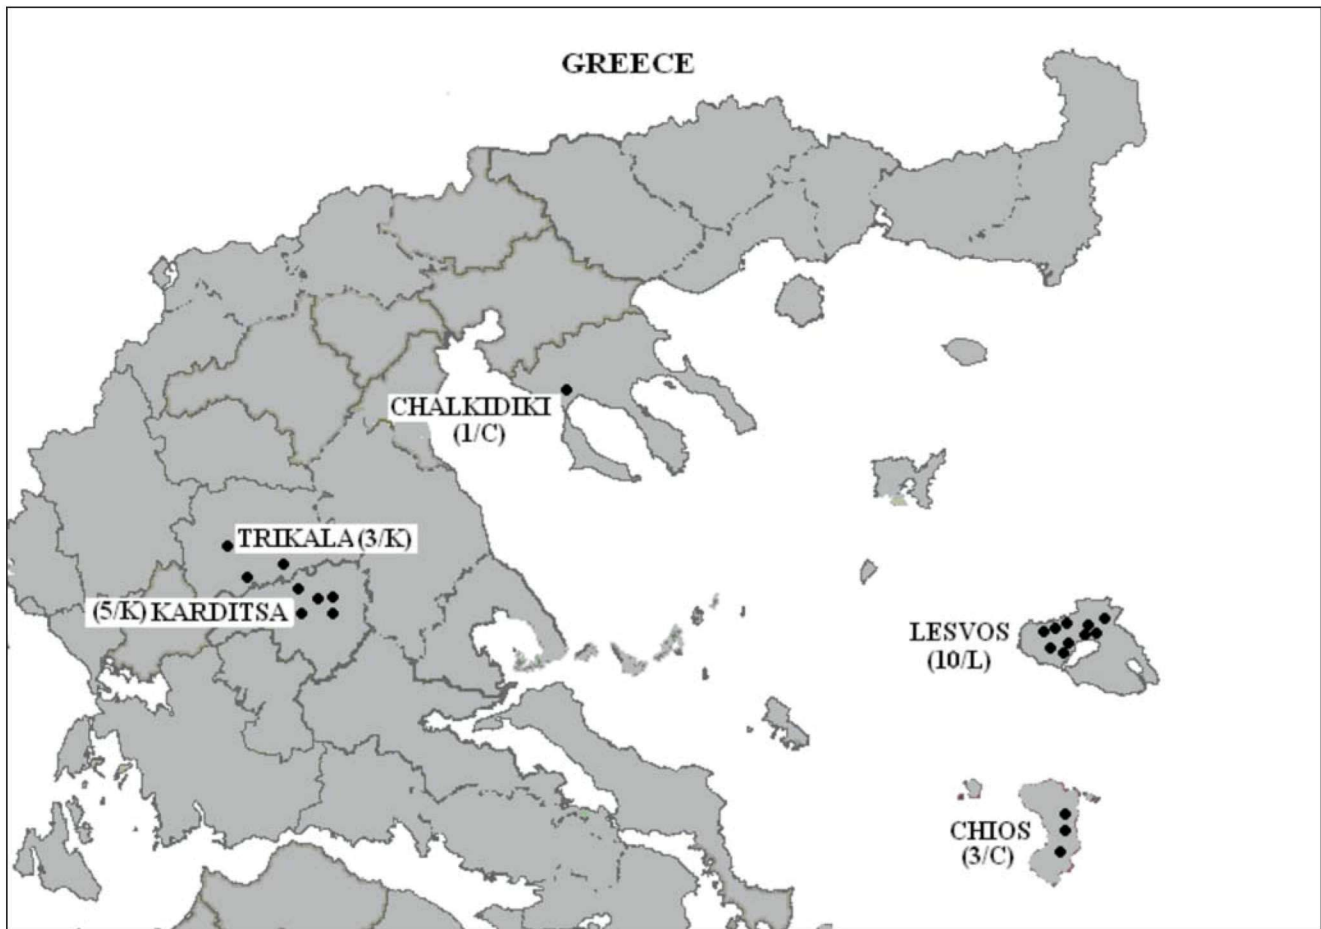 GREECE
CHALKIDIKI
(1/C)
TRIKALA (3/K)
(5/K) KARDITSA
LESVOS
(10/L)
CHIOS
(3/C)